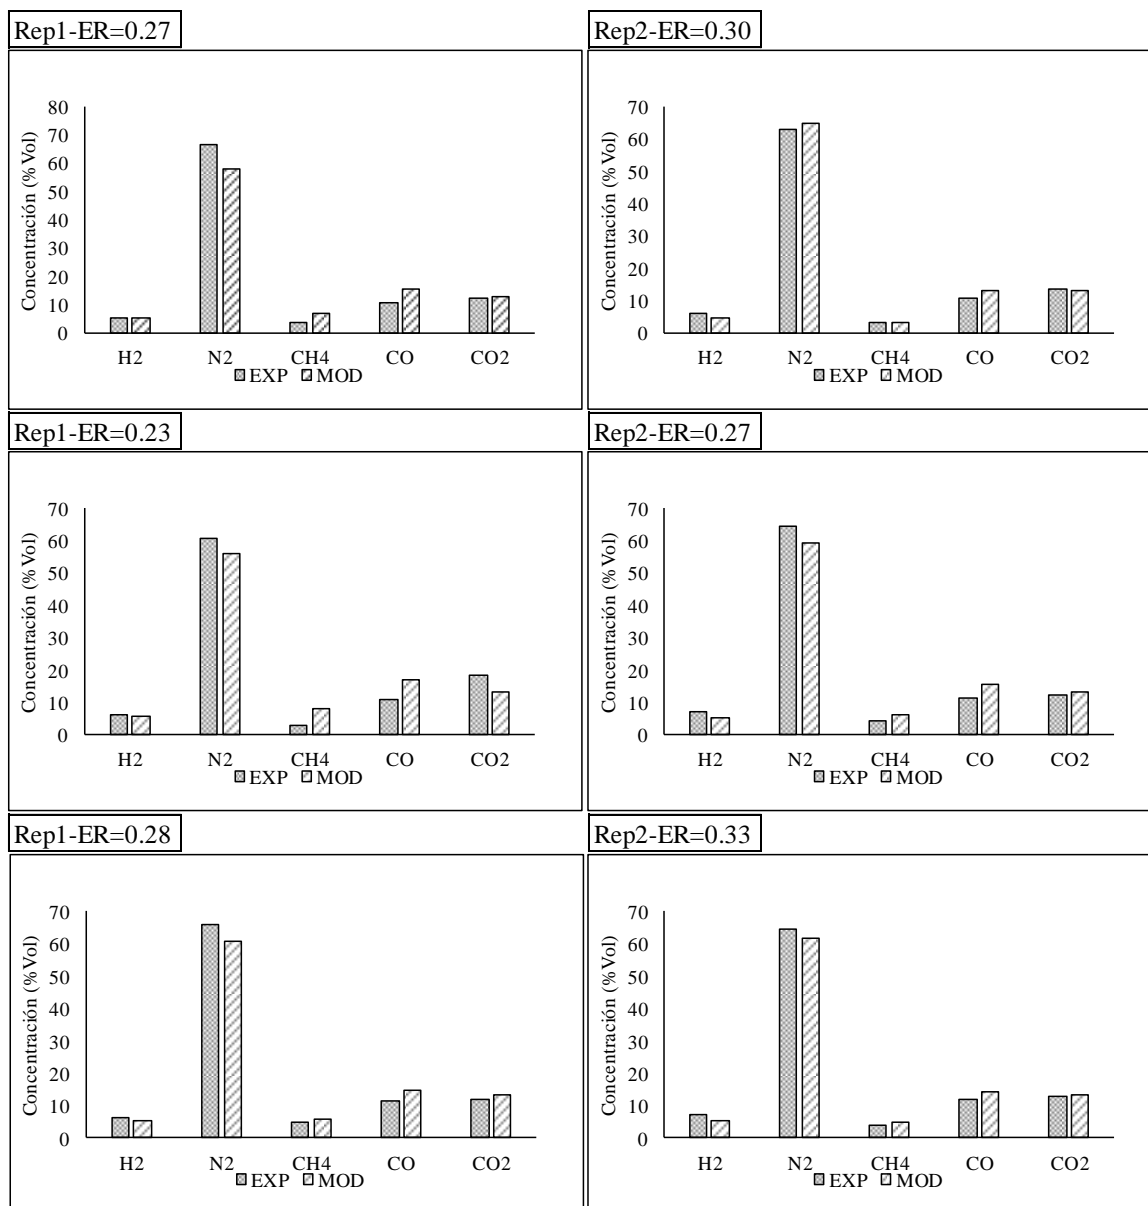 Rep1-ER=0.27
Concentración (%Vol)
80
70
60
50
40
30
20
10
0
H2 N2 CH4 CO CO2
EXP MOD
Rep2-ER=0.30
Concentración (%Vol)
70
60
50
40
30
20
10
0
H2 N2 CH4 CO CO2
EXP MOD
Rep1-ER=0.23
Concentración (%Vol)
70
60
50
40
30
20
10
0
H2 N2 CH4 CO CO2
EXP MOD
Rep2-ER=0.27
Concentración (%Vol)
70
60
50
40
30
20
10
0
H2 N2 CH4 CO CO2
EXP MOD
Rep1-ER=0.28
Concentración (%Vol)
70
60
50
40
30
20
10
0
H2 N2 CH4 CO CO2
EXP MOD
Rep2-ER=0.33
Concentración (%Vol)
70
60
50
40
30
20
10
0
H2 N2 CH4 CO CO2
EXP MOD